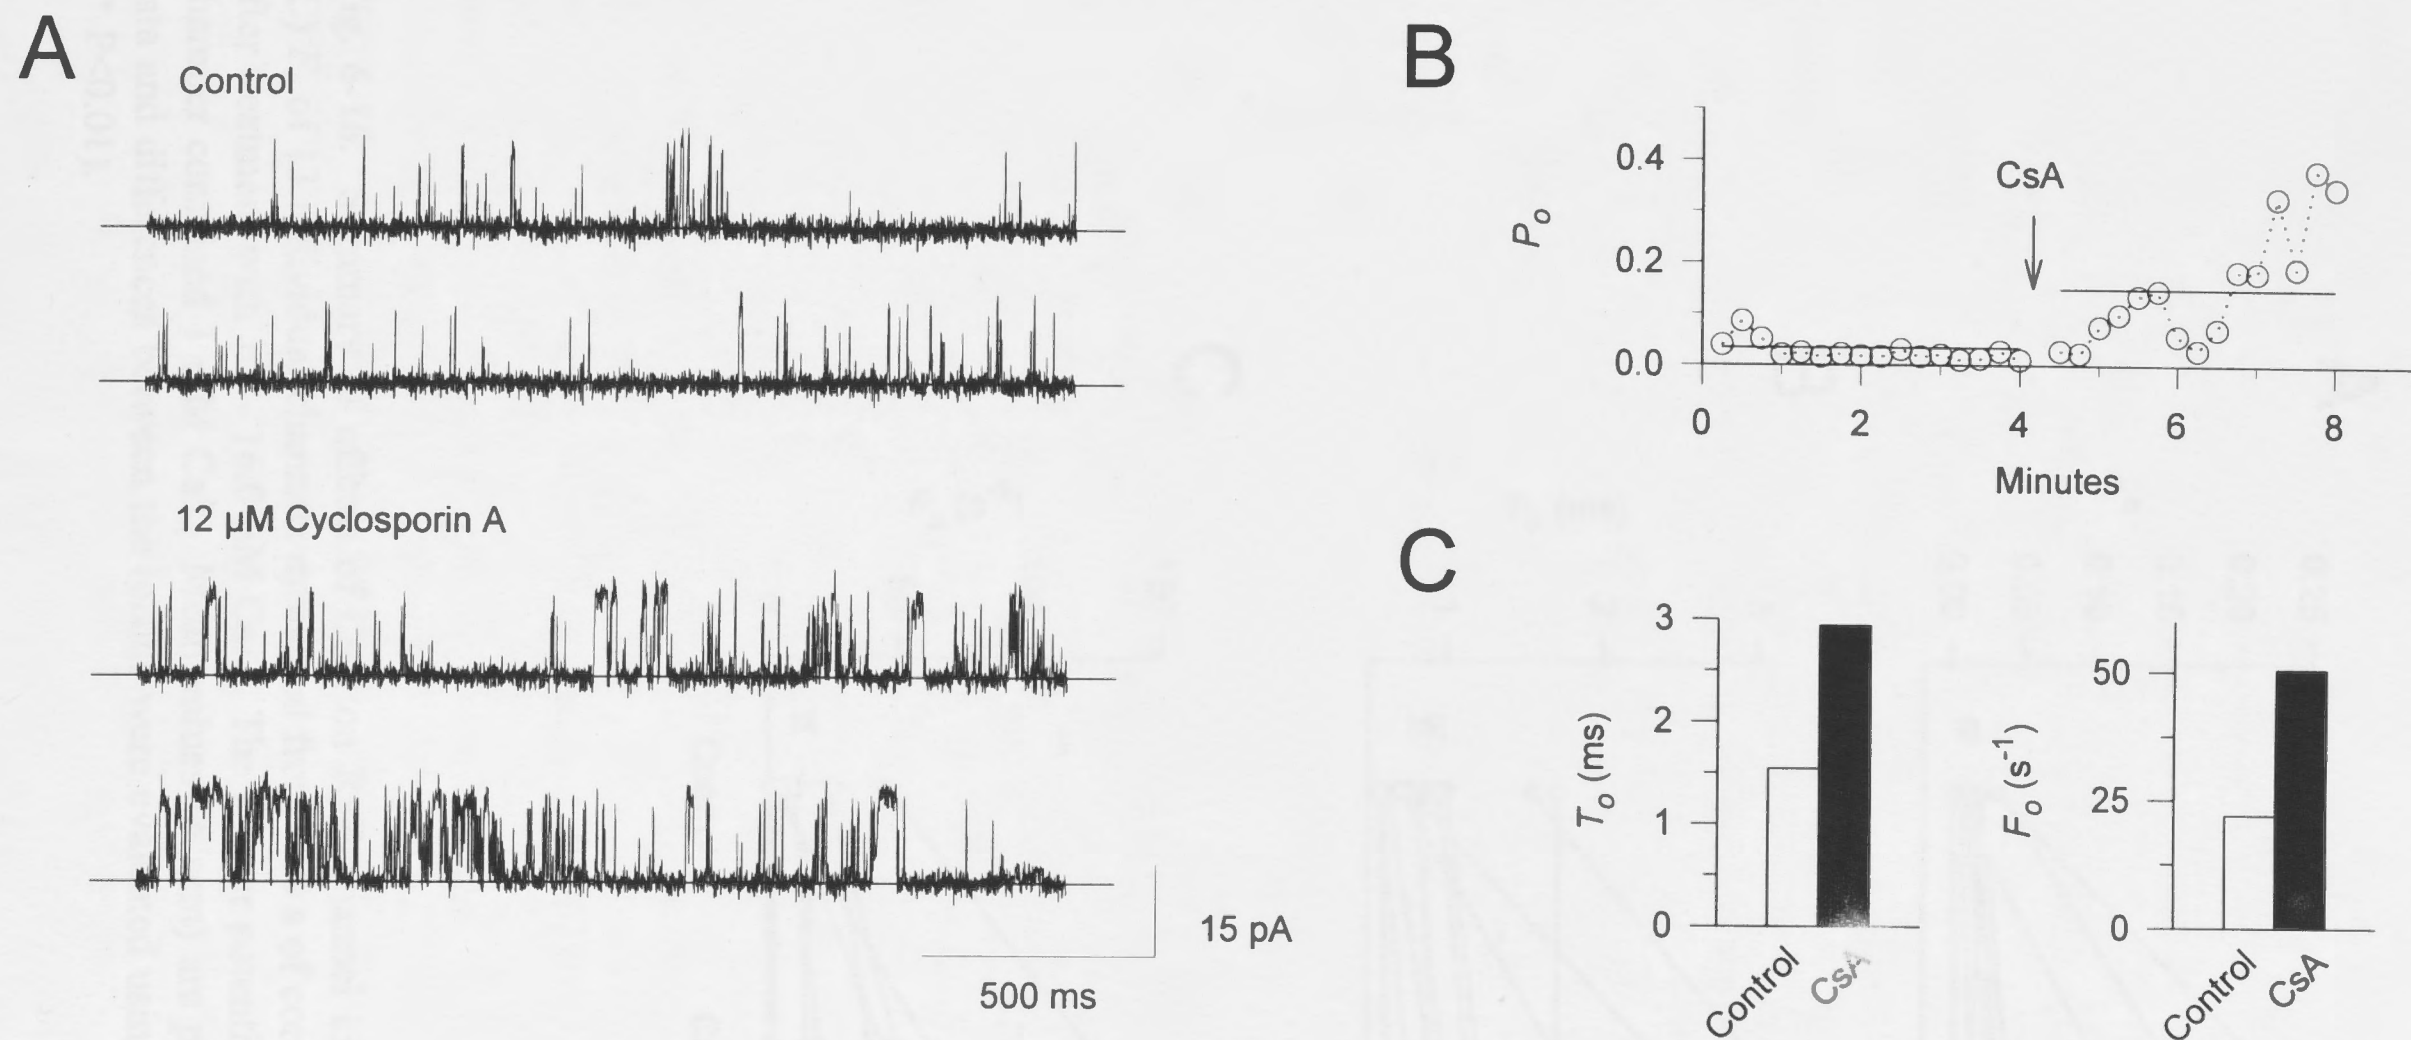 A
Control
12 µM Cyclosporin A
15 pA
500 ms
B
0.4
0.2
0.0
Po
CsA
0 2 4 6 8
Minutes
C
3
2
1
0
To (ms)
Control
CsA
50
25
0
Fo (s-1)
Control
CsA